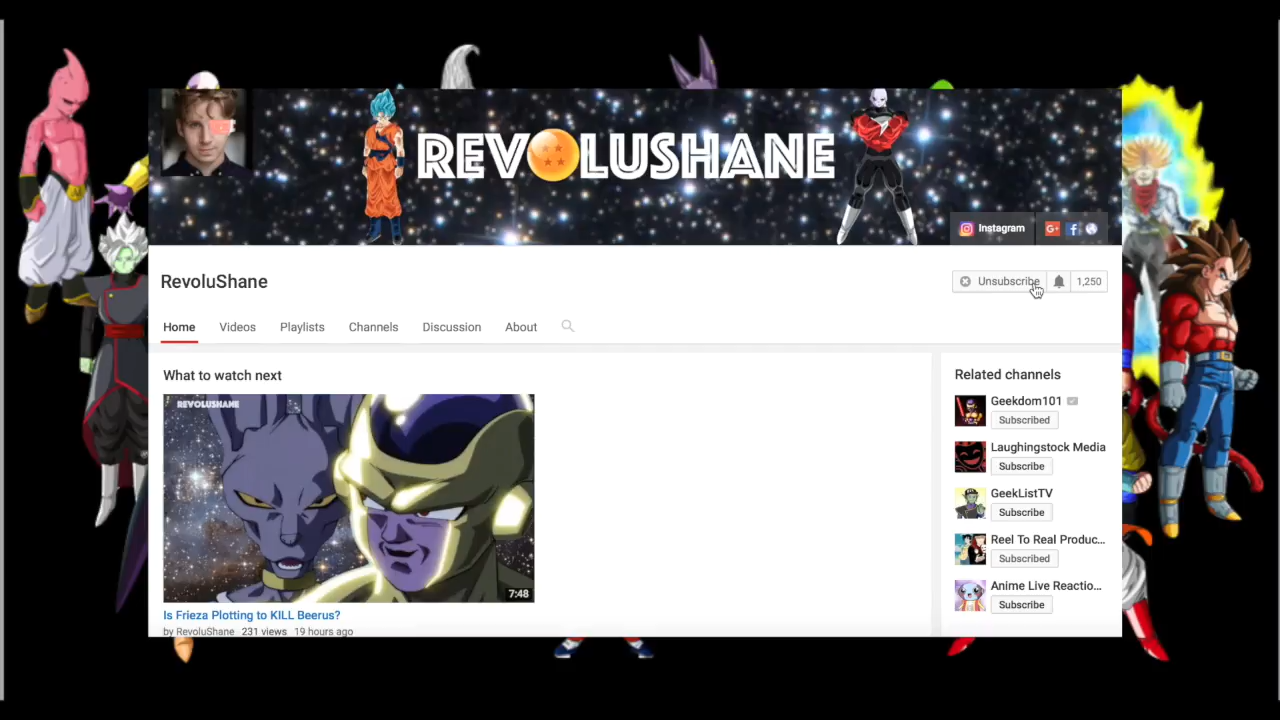 REVOLUSHANE
Instagram
G+
RevoluShane
Unsubscribe 1,250
Home Videos Playlists Channels Discussion About
What to watch next
REVOLUSHANE
7:48
Is Frieza Plotting to KILL Beerus?
by RevoluShane 231 views 19 hours ago
Related channels
Geekdom101
Subscribed
Laughingstock Media
Subscribe
GeekListTV
Subscribe
Reel To Real Produc...
Subscribed
Anime Live Reactio...
Subscribe